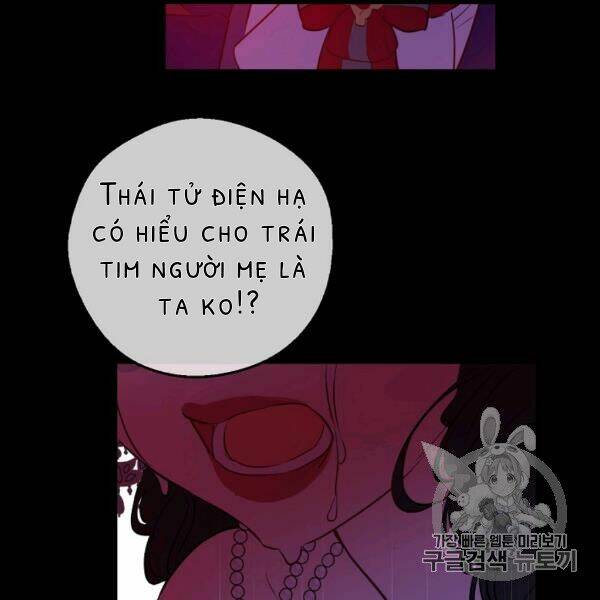 THÁI TỬ ĐIỆN HẠ
CÓ HIỂU CHO TRÁI
TIM NGƯỜI MẸ LÀ
TA KO!?
가장 빠른 웹툰 미리보기
구글검색 뉴토끼